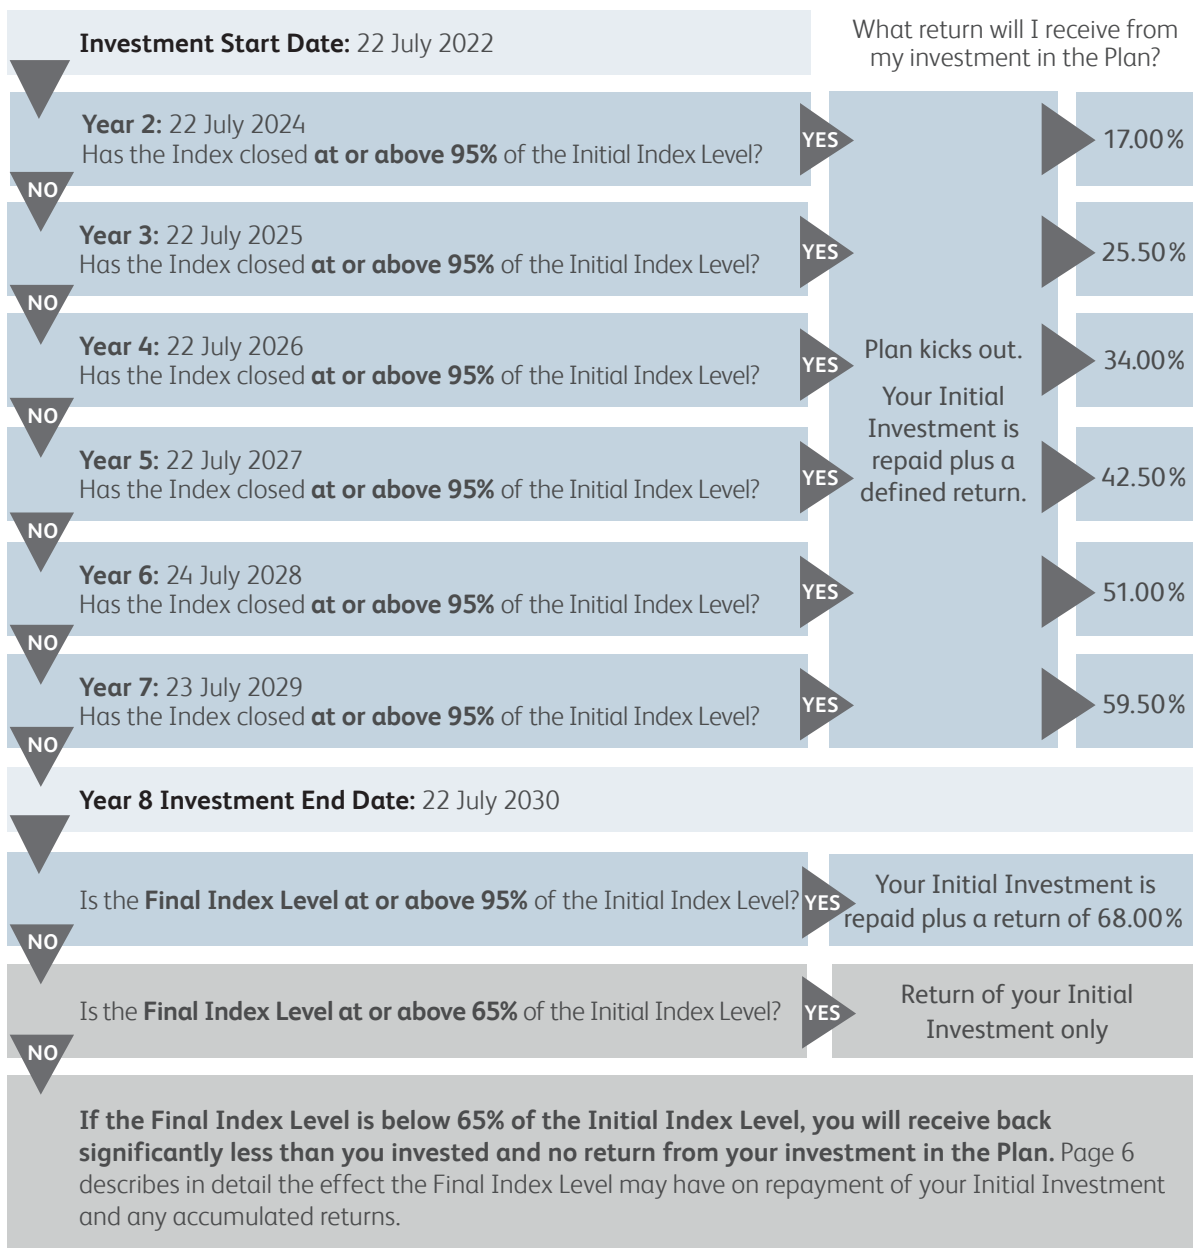 Investment Start Date: 22 July 2022
What return will I receive from
my investment in the Plan?
Year 2: 22 July 2024
Has the Index closed at or above 95% of the Initial Index Level?
YES
17.00%
NO
Year 3: 22 July 2025
Has the Index closed at or above 95% of the Initial Index Level?
YES
25.50%
NO
Year 4: 22 July 2026
Has the Index closed at or above 95% of the Initial Index Level?
YES
Plan kicks out.
Your Initial
Investment is
repaid plus a
defined return.
34.00%
NO
Year 5: 22 July 2027
Has the Index closed at or above 95% of the Initial Index Level?
YES
42.50%
NO
Year 6: 24 July 2028
Has the Index closed at or above 95% of the Initial Index Level?
YES
51.00%
NO
Year 7: 23 July 2029
Has the Index closed at or above 95% of the Initial Index Level?
YES
59.50%
NO
Year 8 Investment End Date: 22 July 2030
Is the Final Index Level at or above 95% of the Initial Index Level?
YES
Your Initial Investment is
repaid plus a return of 68.00%
NO
Is the Final Index Level at or above 65% of the Initial Index Level?
YES
Return of your Initial
Investment only
NO
If the Final Index Level is below 65% of the Initial Index Level, you will receive back
significantly less than you invested and no return from your investment in the Plan. Page 6
describes in detail the effect the Final Index Level may have on repayment of your Initial Investment
and any accumulated returns.